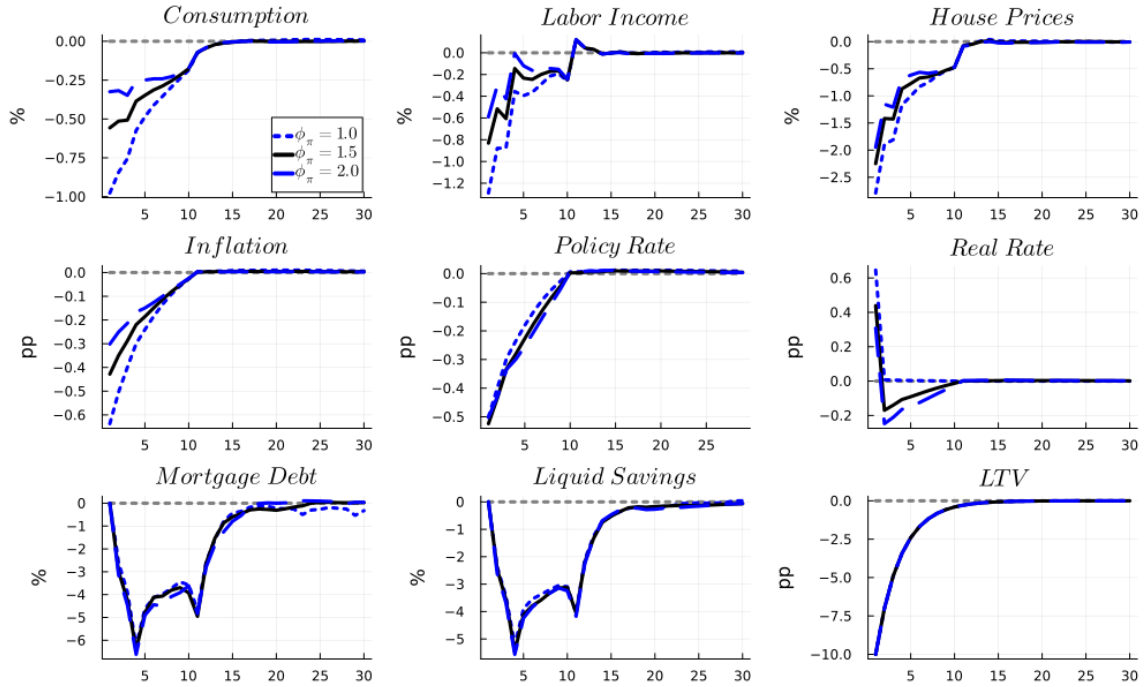 Consumption
Labor Income
House Prices
%
0.00
−0.25
−0.50
−0.75
−1.00
ϕπ = 1.0
ϕπ = 1.5
ϕπ = 2.0
5 10 15 20 25 30
%
0.0
−0.2
−0.4
−0.6
−0.8
−1.0
−1.2
5 10 15 20 25 30
%
0.0
−0.5
−1.0
−1.5
−2.0
−2.5
5 10 15 20 25 30
Inflation
Policy Rate
Real Rate
pp
0.0
−0.1
−0.2
−0.3
−0.4
−0.5
−0.6
5 10 15 20 25 30
pp
0.0
−0.1
−0.2
−0.3
−0.4
−0.5
5 10 15 20 25
pp
0.6
0.4
0.2
0.0
−0.2
5 10 15 20 25 30
Mortgage Debt
Liquid Savings
LTV
%
0
−1
−2
−3
−4
−5
−6
5 10 15 20 25 30
%
0
−1
−2
−3
−4
−5
5 10 15 20 25 30
pp
0.0
−2.5
−5.0
−7.5
−10.0
5 10 15 20 25 30